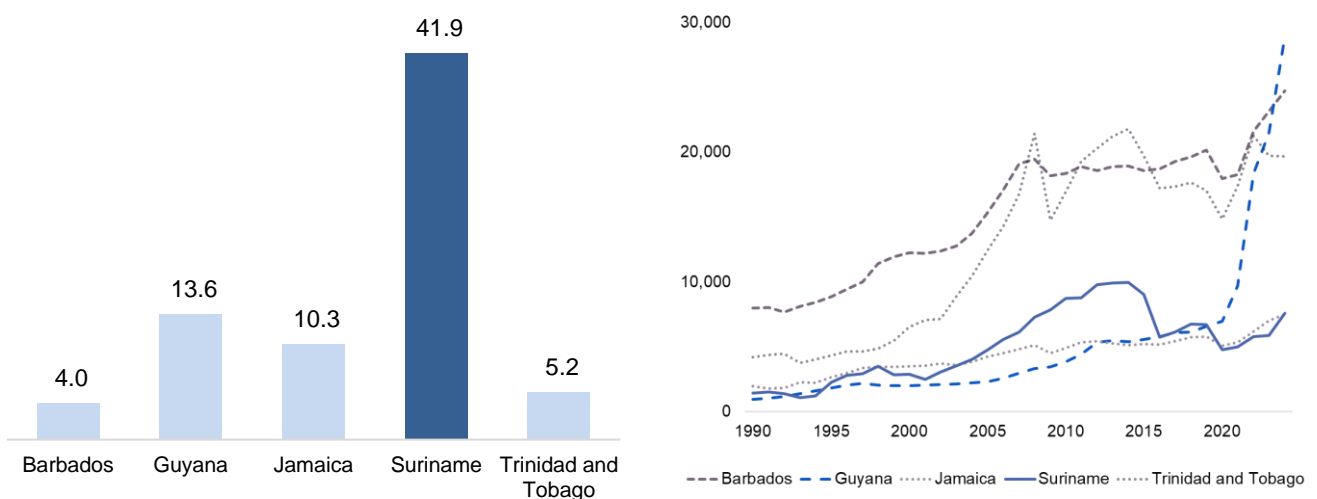 41.9
13.6
10.3
4.0
5.2
Barbados Guyana Jamaica Suriname Trinidad and
Tobago
30,000
20,000
10,000
0
1990 1995 2000 2005 2010 2015 2020
Barbados Guyana Jamaica Suriname Trinidad and Tobago